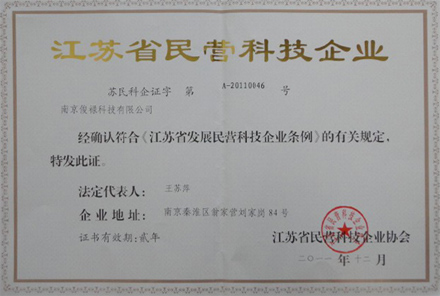 江苏省民营科技企业
苏民科企证字 第 A-20110046 号
南京俊禄科技有限公司
经确认符合《江苏省发展民营科技企业条例》的有关规定，
特发此证。
法定代表人： 王苏萍
企业地址： 南京秦淮区曾家营刘家岗84号
证书有效期：贰年
江苏省民营科技企业协会
二〇一一 年 十二 月